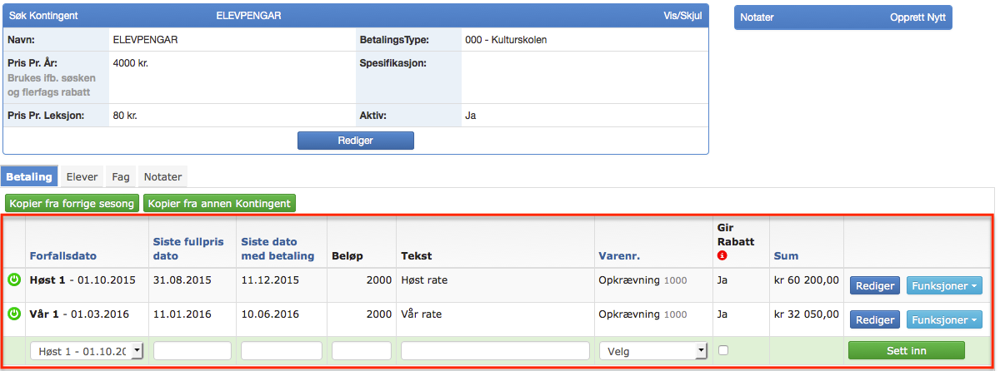 Søk Kontingent ELEVPENGAR Vis/Skjul
Notater Opprett Nytt
Navn: ELEVPENGAR BetalingsType: 000 - Kulturskolen
Pris Pr. År: 4000 kr. Spesifikasjon:
Brukes ifb. søsken
og flerfags rabatt
Pris Pr. Leksjon: 80 kr. Aktiv: Ja
Rediger
Betaling Elever Fag Notater
Kopier fra forrige sesong Kopier fra annen Kontingent
Forfallsdato Siste fullpris dato Siste dato med betaling Beløp Tekst Varenr. Gir Rabatt Sum
Høst 1 - 01.10.2015 31.08.2015 11.12.2015 2000 Høst rate Opkrævning 1000 Ja kr 60 200,00 Rediger Funksjoner
Vår 1 - 01.03.2016 11.01.2016 10.06.2016 2000 Vår rate Opkrævning 1000 Ja kr 32 050,00 Rediger Funksjoner
Høst 1 - 01.10.20 Velg Sett inn